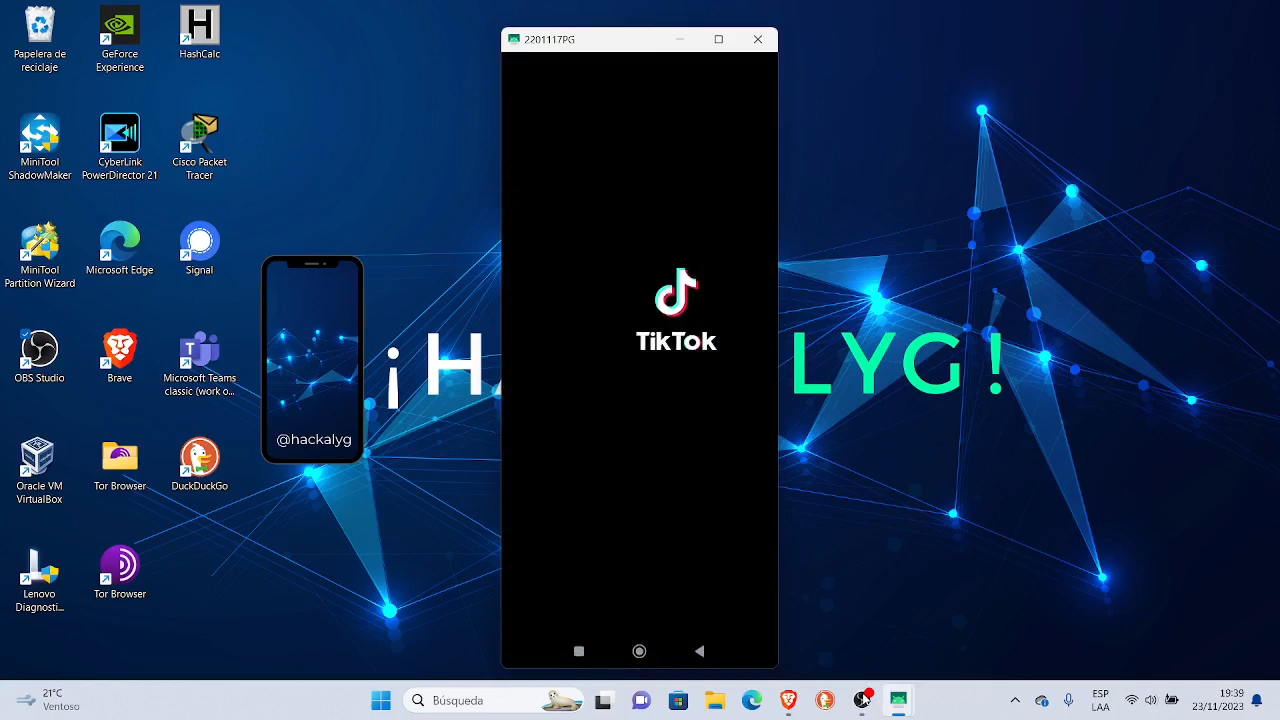 Papelera de
reciclaje
GeForce
Experience
H
HashCalc
MiniTool
ShadowMaker
CyberLink
PowerDirector 21
Cisco Packet
Tracer
MiniTool
Partition Wizard
Microsoft Edge
Signal
OBS Studio
Brave
Microsoft Teams
classic (work o...
Oracle VM
VirtualBox
Tor Browser
DuckDuckGo
Lenovo
Diagnosti...
Tor Browser
@hackalyg
¡H
LYG!
2201117PG
TikTok
21°C
Ventoso
Búsqueda
ESP
LAA
13:39
23/11/2023